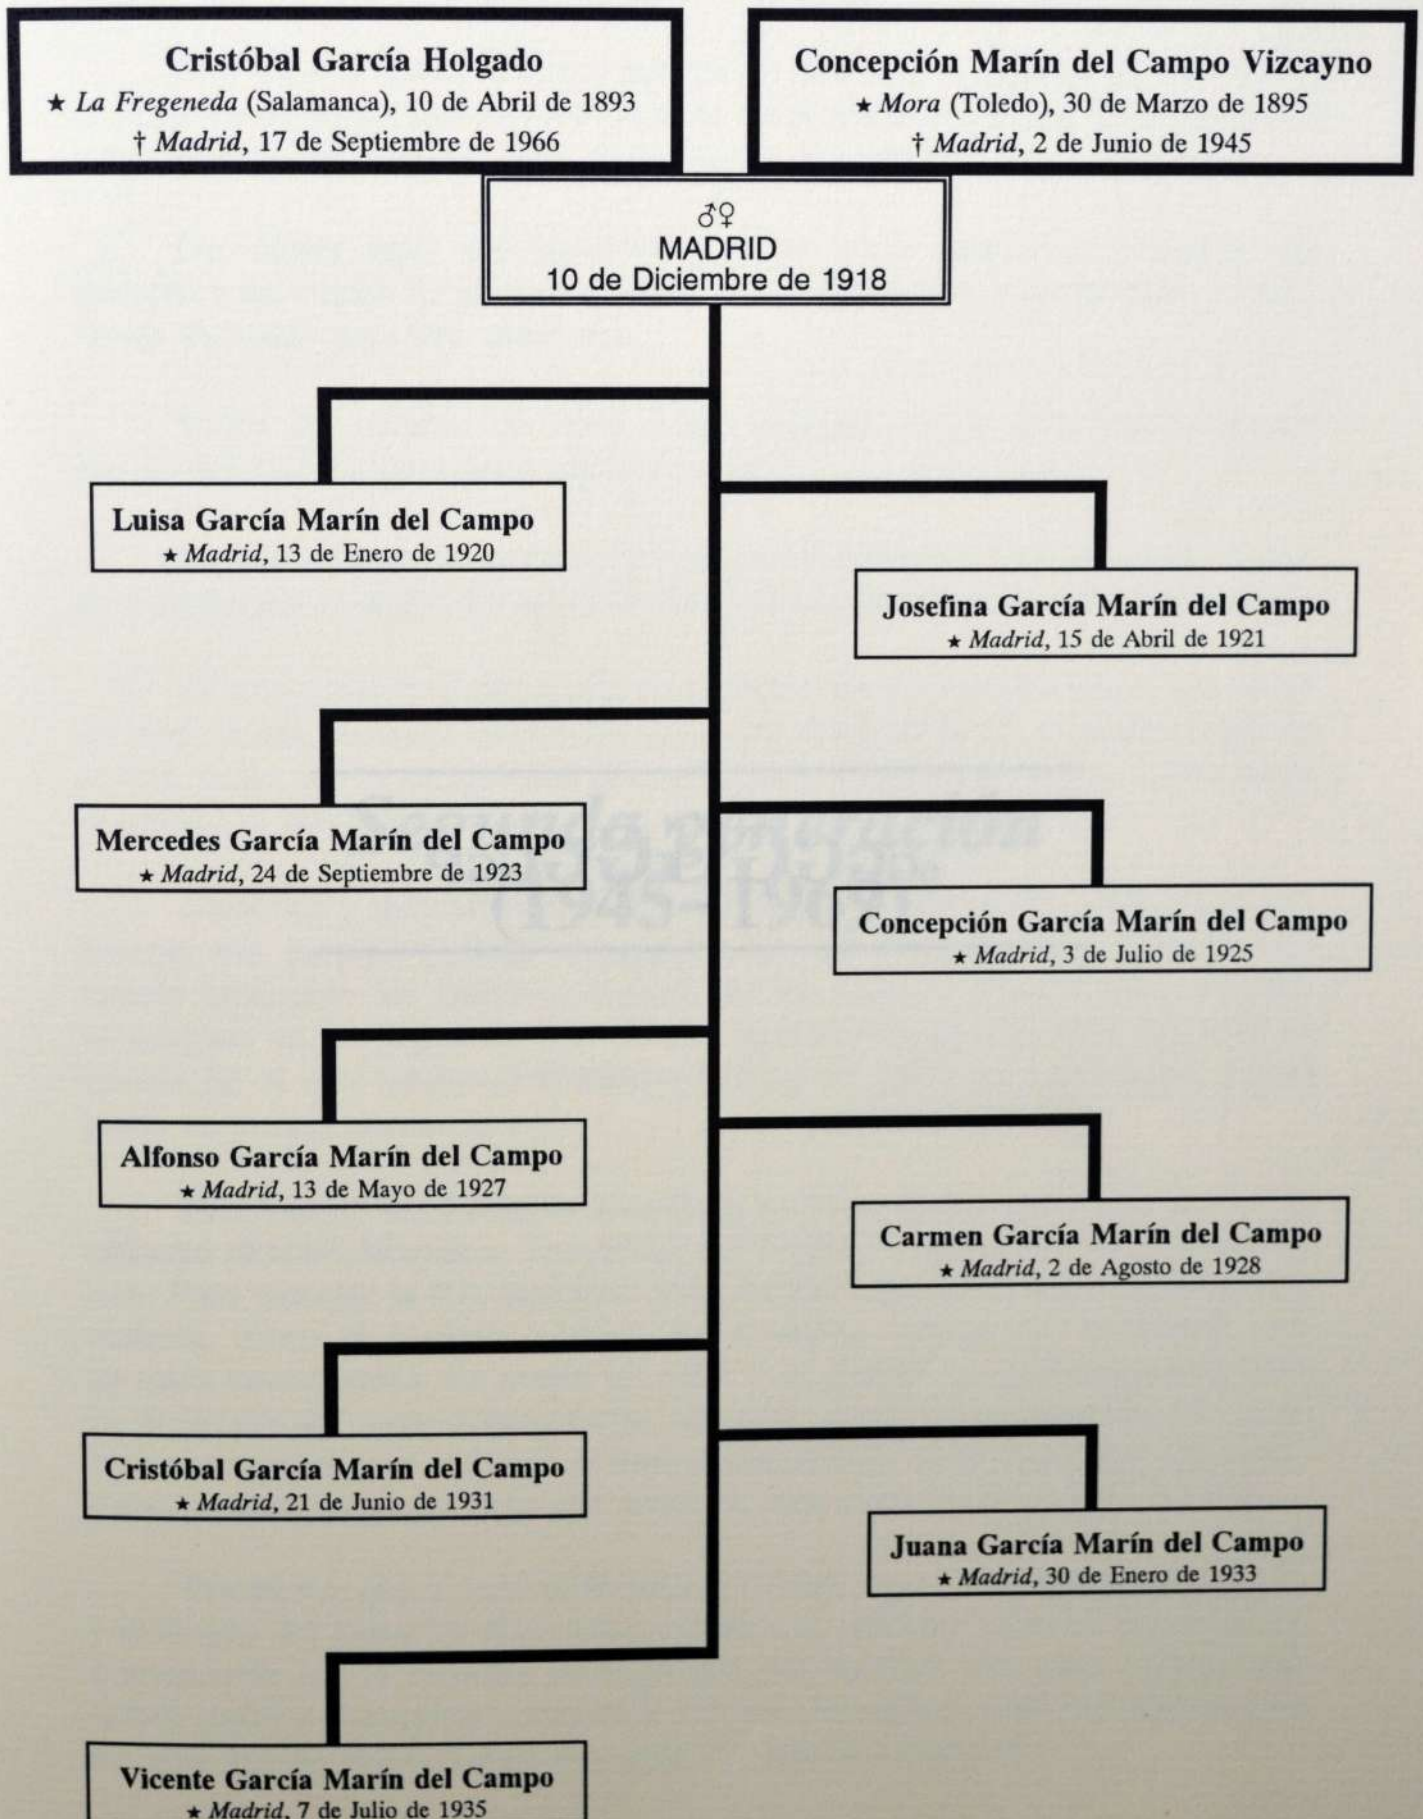 Cristóbal García Holgado
★ La Fregeneda (Salamanca), 10 de Abril de 1893
† Madrid, 17 de Septiembre de 1966
Concepción Marín del Campo Vizcayno
★ Mora (Toledo), 30 de Marzo de 1895
† Madrid, 2 de Junio de 1945
♂♀
MADRID
10 de Diciembre de 1918
Luisa García Marín del Campo
★ Madrid, 13 de Enero de 1920
Josefina García Marín del Campo
★ Madrid, 15 de Abril de 1921
Mercedes García Marín del Campo
★ Madrid, 24 de Septiembre de 1923
Concepción García Marín del Campo
★ Madrid, 3 de Julio de 1925
Alfonso García Marín del Campo
★ Madrid, 13 de Mayo de 1927
Carmen García Marín del Campo
★ Madrid, 2 de Agosto de 1928
Cristóbal García Marín del Campo
★ Madrid, 21 de Junio de 1931
Juana García Marín del Campo
★ Madrid, 30 de Enero de 1933
Vicente García Marín del Campo
★ Madrid, 7 de Julio de 1935